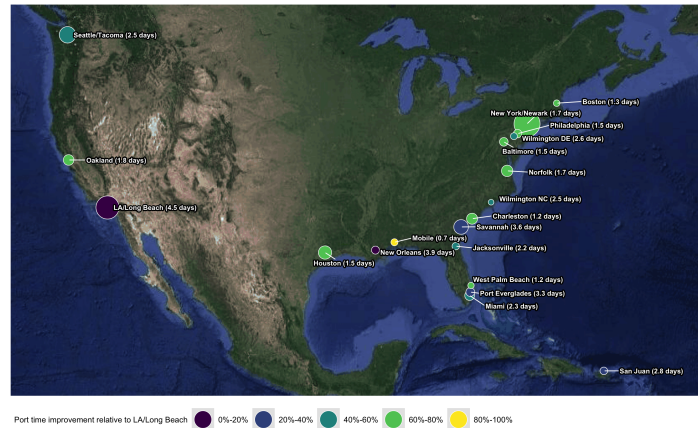 Seattle/Tacoma (2.5 days)
Boston (1.3 days)
New York/Newark (1.7 days)
Philadelphia (1.5 days)
Wilmington DE (2.6 days)
Baltimore (1.5 days)
Oakland (1.8 days)
Norfolk (1.7 days)
Wilmington NC (2.5 days)
LA/Long Beach (4.5 days)
Charleston (1.2 days)
Savannah (3.6 days)
Mobile (0.7 days)
Jacksonville (2.2 days)
New Orleans (3.9 days)
Houston (1.5 days)
West Palm Beach (1.2 days)
Port Everglades (3.3 days)
Miami (2.3 days)
San Juan (2.8 days)
Port time improvement relative to LA/Long Beach 0%-20% 20%-40% 40%-60% 60%-80% 80%-100%